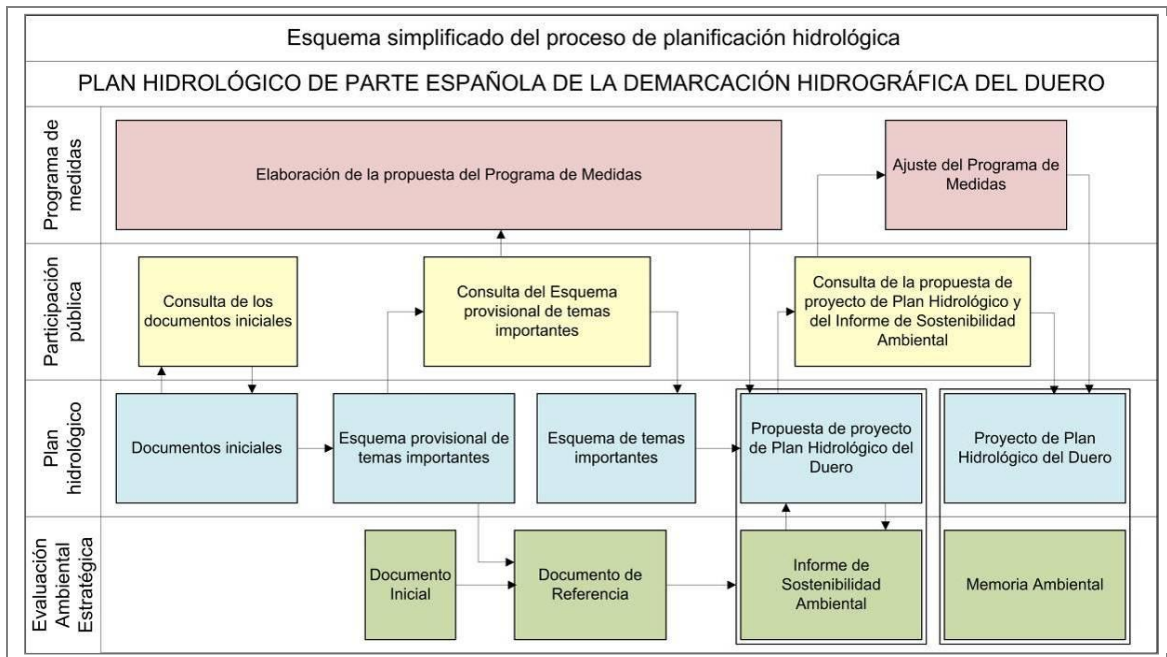 Esquema simplificado del proceso de planificación hidrológica
PLAN HIDROLÓGICO DE PARTE ESPAÑOLA DE LA DEMARCACIÓN HIDROGRÁFICA DEL DUERO
Programa de
medidas
Elaboración de la propuesta del Programa de Medidas
Ajuste del Programa de
Medidas
Participación
pública
Consulta de los
documentos iniciales
Consulta del Esquema
provisional de temas
importantes
Consulta de la propuesta de
proyecto de Plan Hidrológico y
del Informe de Sostenibilidad
Ambiental
Plan
hidrológico
Documentos iniciales
Esquema provisional de
temas importantes
Esquema de temas
importantes
Propuesta de proyecto
de Plan Hidrológico del
Duero
Proyecto de Plan
Hidrológico del Duero
Evaluación
Ambiental
Estratégica
Documento
Inicial
Documento de
Referencia
Informe de
Sostenibilidad
Ambiental
Memoria Ambiental